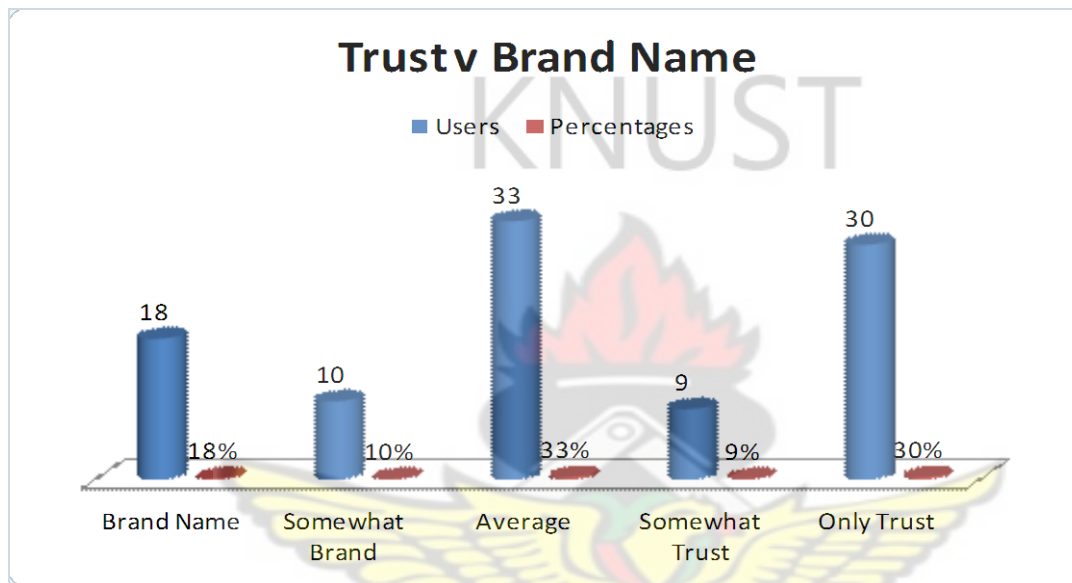 Trust v Brand Name
KNUST
Users Percentages
33
30
18
10
9
18%
10%
33%
9%
30%
Brand Name
Somewhat
Brand
Average
Somewhat
Trust
Only Trust